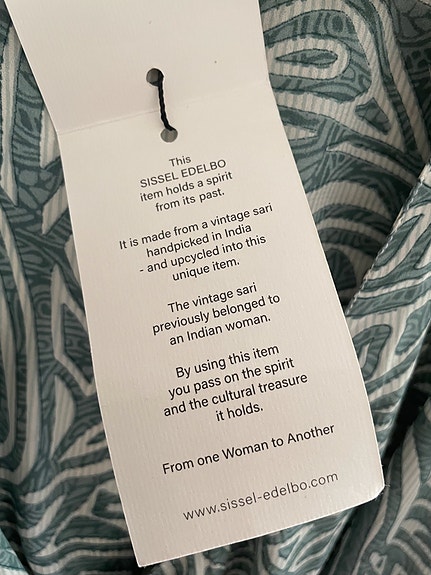 This
SISSEL EDELBO
item holds a spirit
from its past.
It is made from a vintage sari
handpicked in India
- and upcycled into this
unique item.
The vintage sari
previously belonged to
an Indian woman.
By using this item
you pass on the spirit
and the cultural treasure
it holds.
From one Woman to Another
www.sissel-edelbo.com